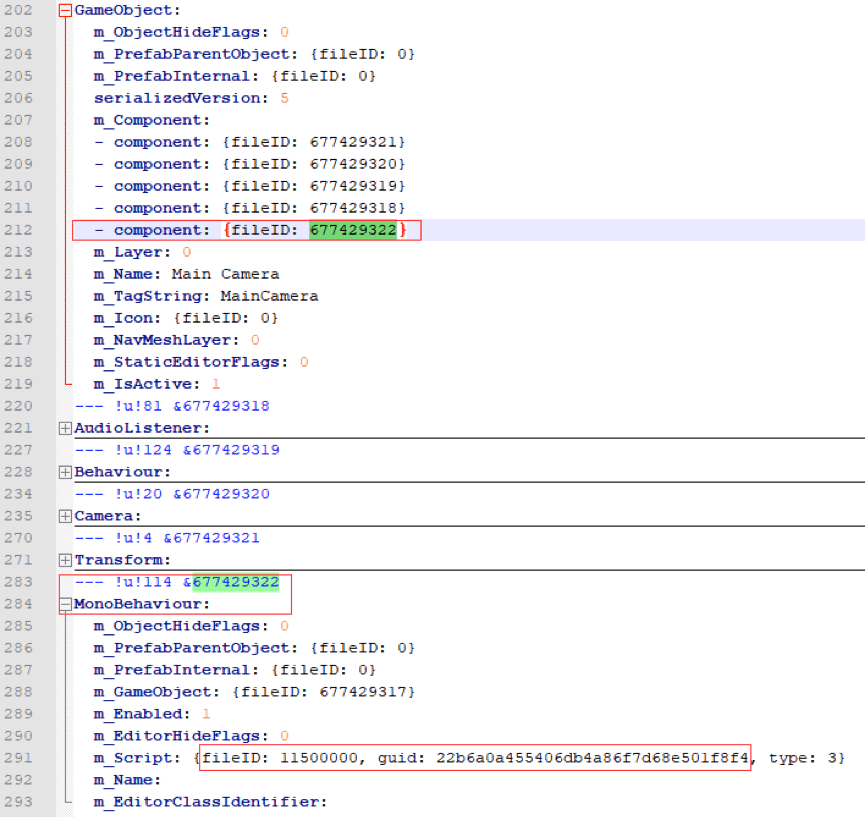 202 GameObject:
203 m_ObjectHideFlags: 0
204 m_PrefabParentObject: {fileID: 0}
205 m_PrefabInternal: {fileID: 0}
206 serializedVersion: 5
207 m_Component:
208 - component: {fileID: 677429321}
209 - component: {fileID: 677429320}
210 - component: {fileID: 677429319}
211 - component: {fileID: 677429318}
212 - component: {fileID: 677429322}
213 m_Layer: 0
214 m_Name: Main Camera
215 m_TagString: MainCamera
216 m_Icon: {fileID: 0}
217 m_NavMeshLayer: 0
218 m_StaticEditorFlags: 0
219 m_IsActive: 1
220 --- !u!81 &677429318
221 AudioListener:
227 --- !u!124 &677429319
228 Behaviour:
234 --- !u!20 &677429320
235 Camera:
270 --- !u!4 &677429321
271 Transform:
283 --- !u!114 &677429322
284 MonoBehaviour:
285 m_ObjectHideFlags: 0
286 m_PrefabParentObject: {fileID: 0}
287 m_PrefabInternal: {fileID: 0}
288 m_GameObject: {fileID: 677429317}
289 m_Enabled: 1
290 m_EditorHideFlags: 0
291 m_Script: {fileID: 11500000, guid: 22b6a0a455406db4a86f7d68e501f8f4, type: 3}
292 m_Name:
293 m_EditorClassIdentifier: